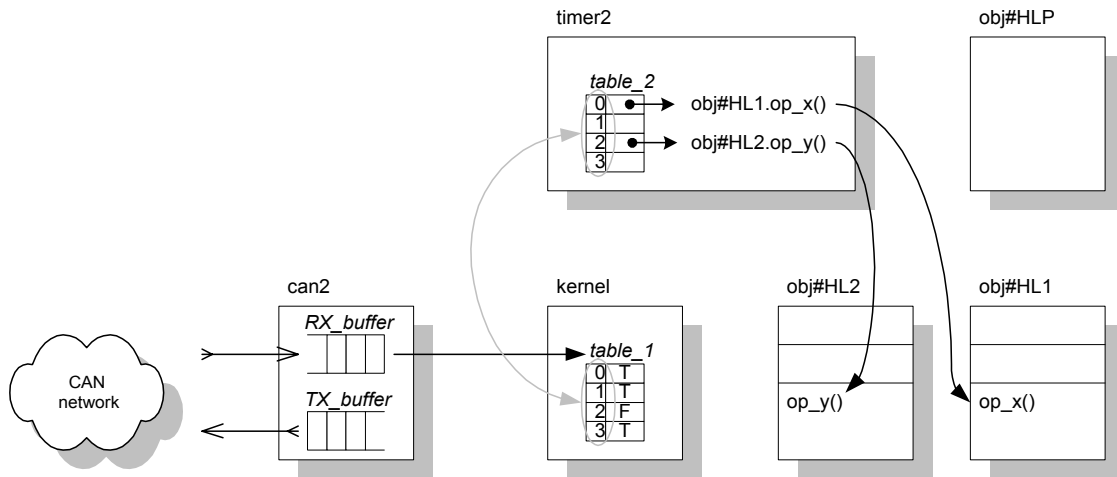 timer2
obj#HLP
table_2
0
obj#HL1.op_x()
1
2
obj#HL2.op_y()
3
can2
kernel
obj#HL2
obj#HL1
RX_buffer
table_1
0 T
1 T
2 F
3 T
CAN
network
TX_buffer
op_y()
op_x()